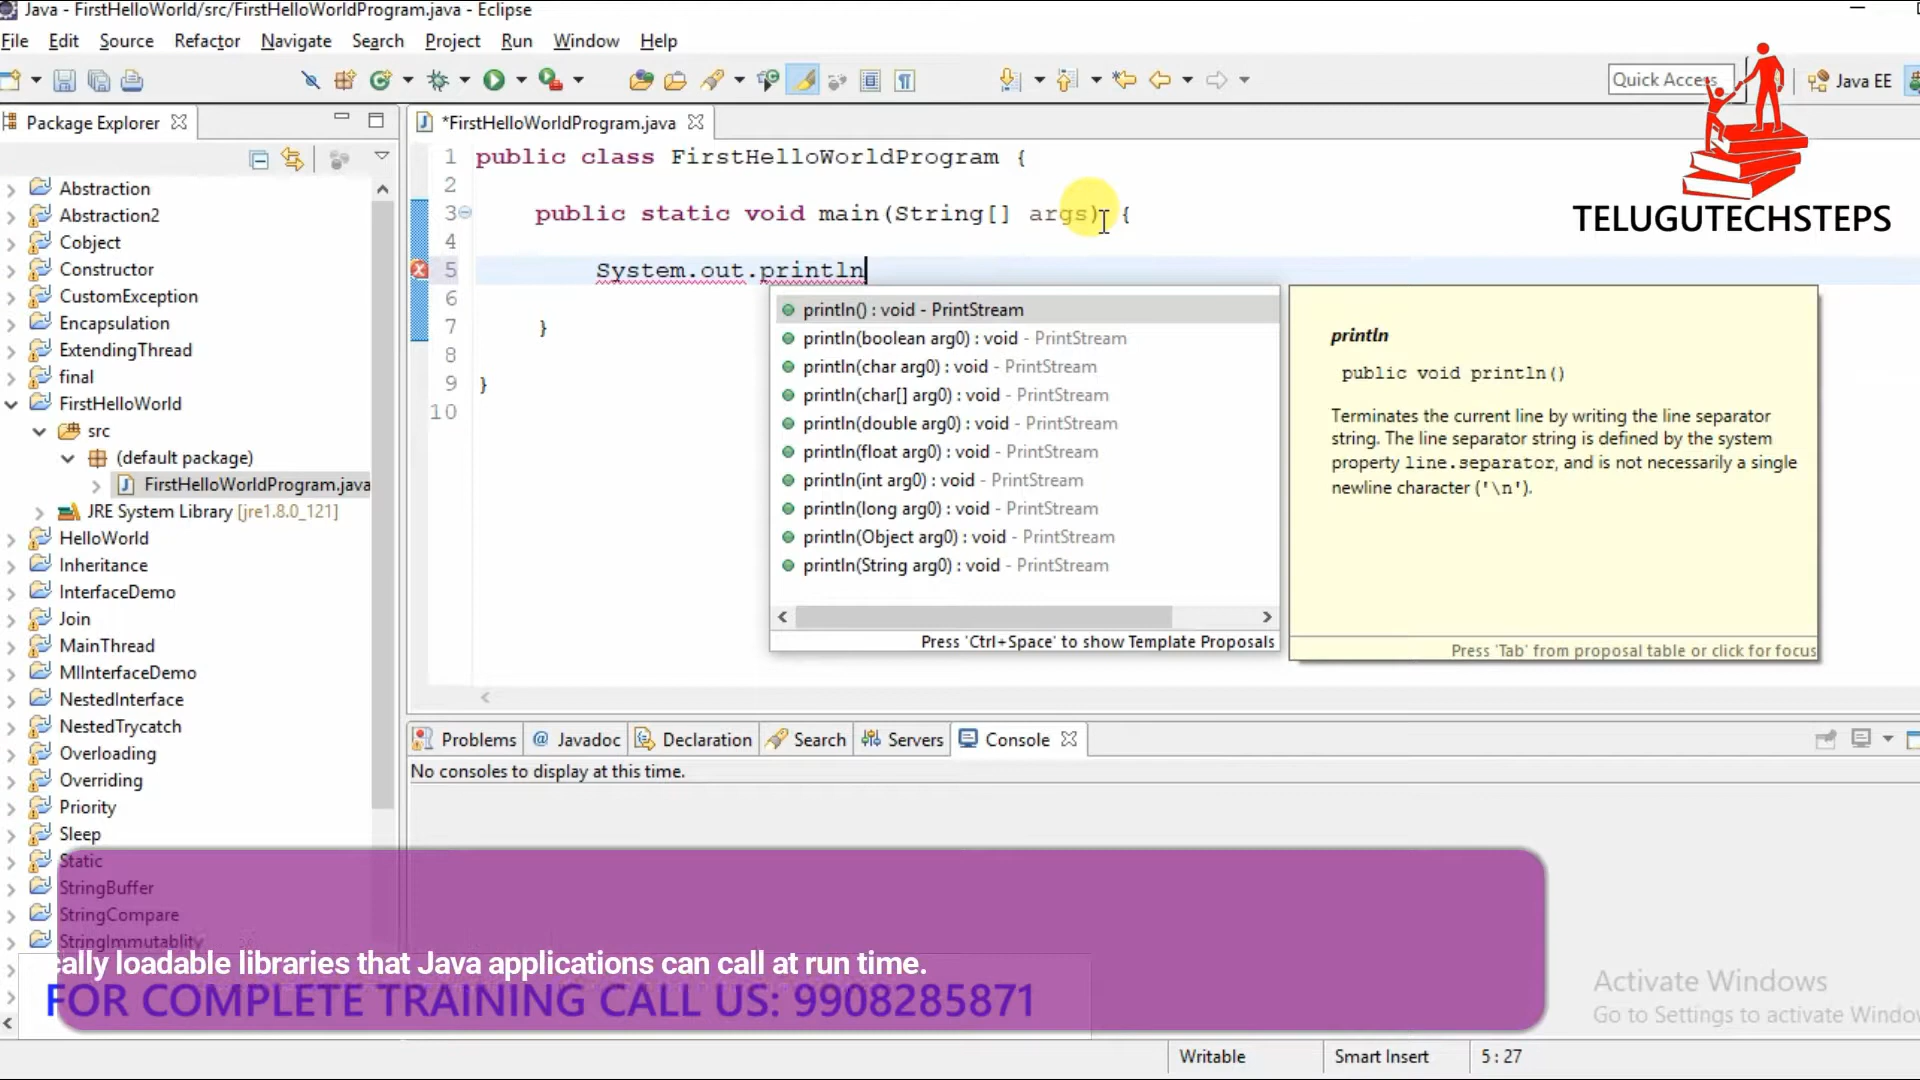 Java - FirstHelloWorld/src/FirstHelloWorldProgram.java - Eclipse
File Edit Source Refactor Navigate Search Project Run Window Help
Quick Access
Java EE
TELUGUTECHSTEPS
Package Explorer
*FirstHelloWorldProgram.java
Abstraction
Abstraction2
Cobject
Constructor
CustomException
Encapsulation
ExtendingThread
final
FirstHelloWorld
src
(default package)
FirstHelloWorldProgram.java
JRE System Library [jre1.8.0_121]
HelloWorld
Inheritance
InterfaceDemo
Join
MainThread
MIInterfaceDemo
NestedInterface
NestedTrycatch
Overloading
Overriding
Priority
Sleep
Static
StringBuffer
StringCompare
StringImmutablity
1 public class FirstHelloWorldProgram {
2
3 public static void main(String[] args) {
4
5 System.out.println
6
7 }
8
9 }
10
println() : void - PrintStream
println(boolean arg0) : void - PrintStream
println(char arg0) : void - PrintStream
println(char[] arg0) : void - PrintStream
println(double arg0) : void - PrintStream
println(float arg0) : void - PrintStream
println(int arg0) : void - PrintStream
println(long arg0) : void - PrintStream
println(Object arg0) : void - PrintStream
println(String arg0) : void - PrintStream
Press 'Ctrl+Space' to show Template Proposals
println
public void println()
Terminates the current line by writing the line separator
string. The line separator string is defined by the system
property line.separator, and is not necessarily a single
newline character ('\n').
Press 'Tab' from proposal table or click for focus
Problems @ Javadoc Declaration Search Servers Console
No consoles to display at this time.
cally loadable libraries that Java applications can call at run time.
FOR COMPLETE TRAINING CALL US: 9908285871
Activate Windows
Go to Settings to activate Windo
Writable Smart Insert 5 : 27